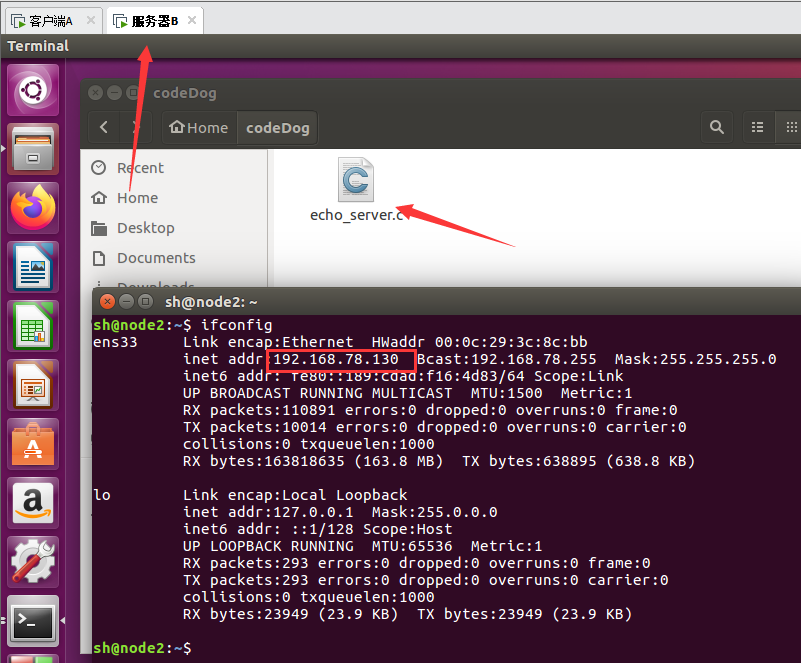 客户端A
服务器B
Terminal
codeDog
Home
codeDog
Recent
Home
Desktop
Documents
Downloads
echo_server.c
sh@node2: ~
sh@node2:~$ ifconfig
ens33     Link encap:Ethernet  HWaddr 00:0c:29:3c:8c:bb
inet addr:192.168.78.130  Bcast:192.168.78.255  Mask:255.255.255.0
inet6 addr: fe80::189:cdad:f16:4d83/64 Scope:Link
UP BROADCAST RUNNING MULTICAST  MTU:1500  Metric:1
RX packets:110891 errors:0 dropped:0 overruns:0 frame:0
TX packets:10014 errors:0 dropped:0 overruns:0 carrier:0
collisions:0 txqueuelen:1000
RX bytes:163818635 (163.8 MB)  TX bytes:638895 (638.8 KB)
lo        Link encap:Local Loopback
inet addr:127.0.0.1  Mask:255.0.0.0
inet6 addr: ::1/128 Scope:Host
UP LOOPBACK RUNNING  MTU:65536  Metric:1
RX packets:293 errors:0 dropped:0 overruns:0 frame:0
TX packets:293 errors:0 dropped:0 overruns:0 carrier:0
collisions:0 txqueuelen:1000
RX bytes:23949 (23.9 KB)  TX bytes:23949 (23.9 KB)
sh@node2:~$